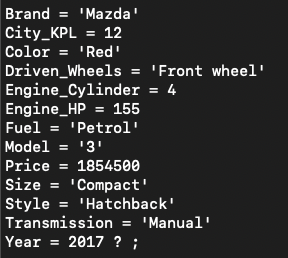 Brand = 'Mazda'
City_KPL = 12
Color = 'Red'
Driven_Wheels = 'Front wheel'
Engine_Cylinder = 4
Engine_HP = 155
Fuel = 'Petrol'
Model = '3'
Price = 1854500
Size = 'Compact'
Style = 'Hatchback'
Transmission = 'Manual'
Year = 2017 ? ;